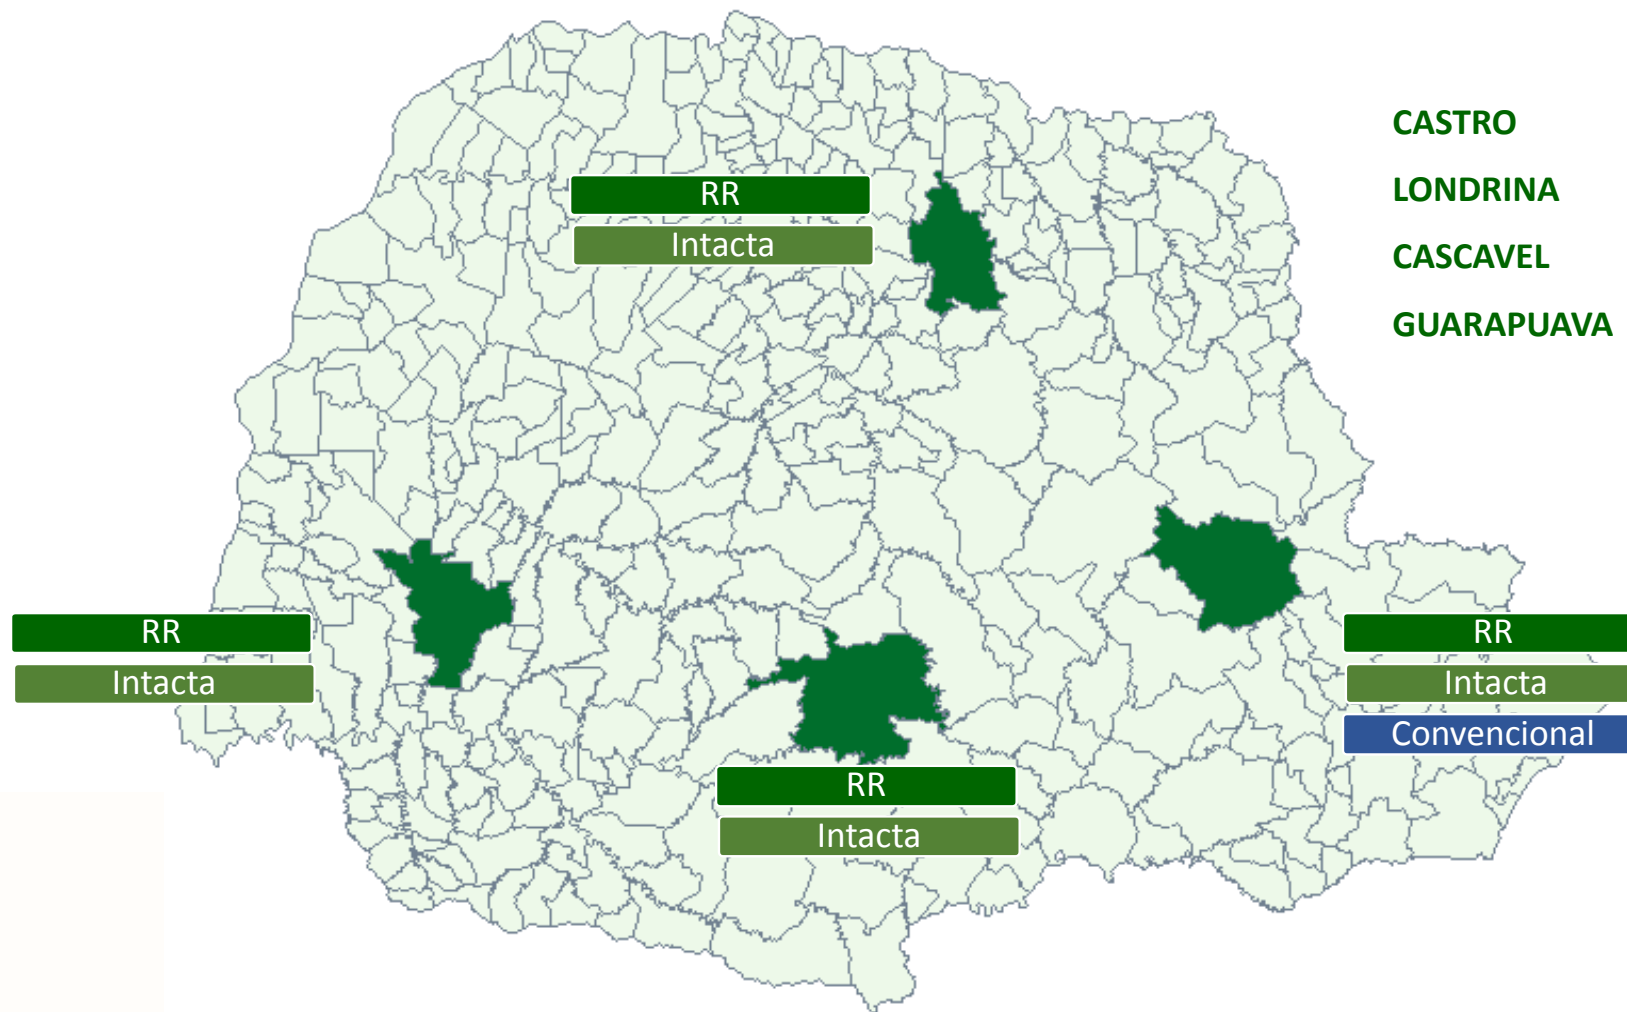 CASTRO
LONDRINA
CASCAVEL
GUARAPUAVA
RR
Intacta
RR
Intacta
RR
Intacta
Convencional
RR
Intacta